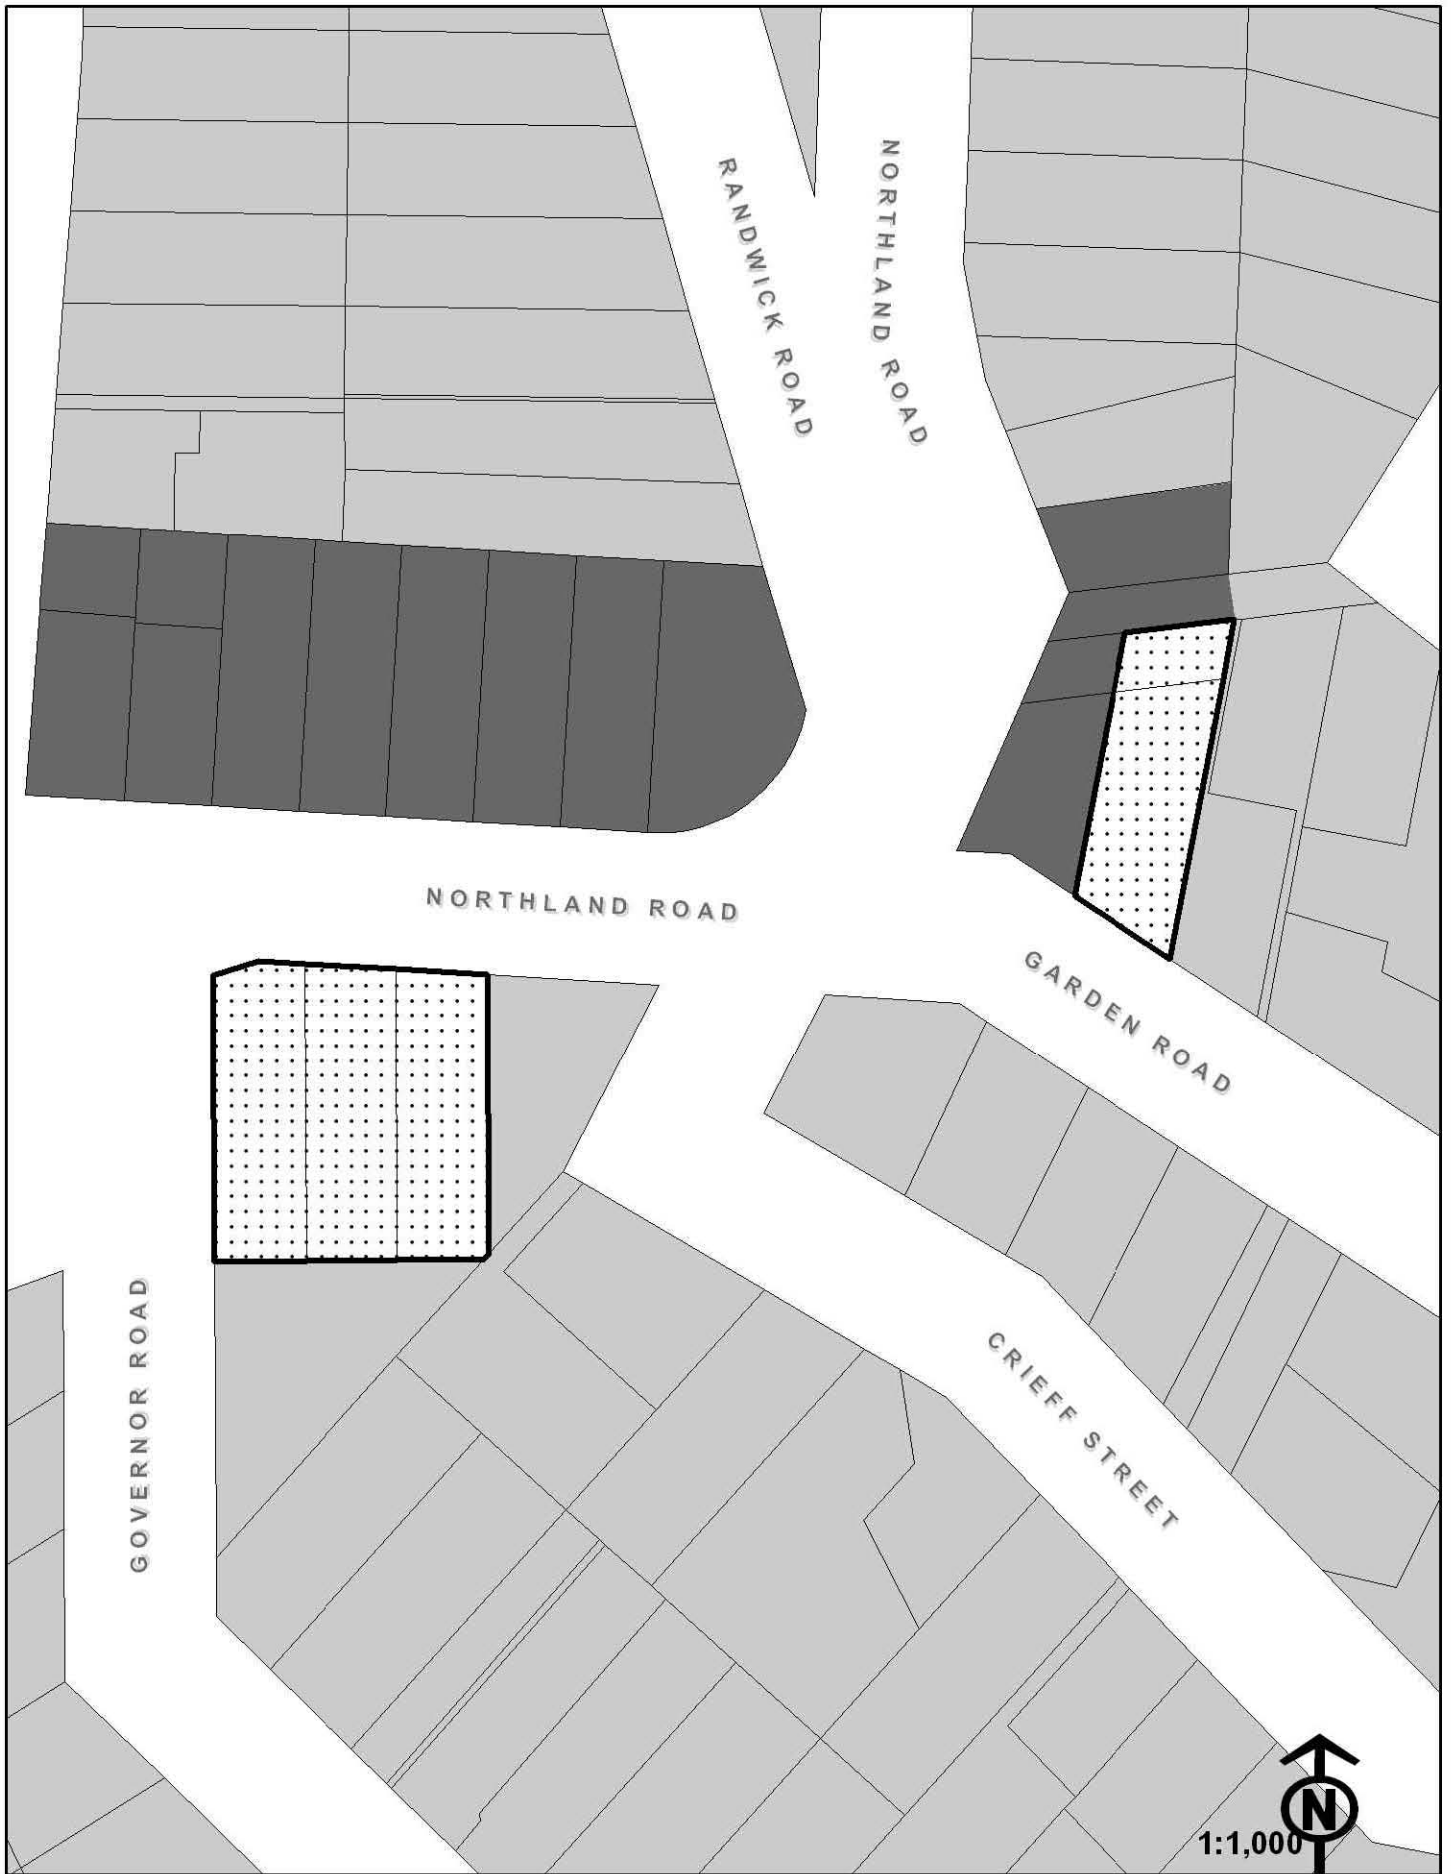 RANDWICK ROAD
NORTHLAND ROAD
NORTHLAND ROAD
GARDEN ROAD
GOVERNOR ROAD
CRIEFF STREET
N
1:1,000